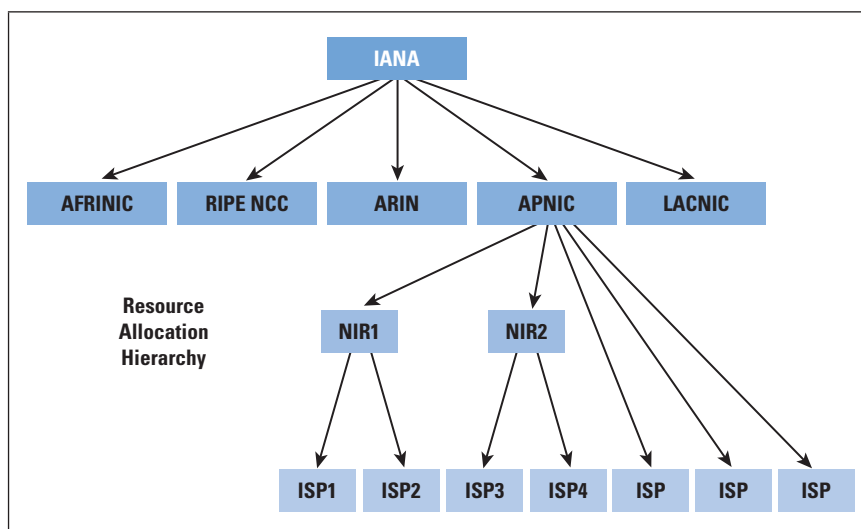 IANA
AFRINIC
RIPE NCC
ARIN
APNIC
LACNIC
Resource
Allocation
Hierarchy
NIR1
NIR2
ISP1
ISP2
ISP3
ISP4
ISP
ISP
ISP